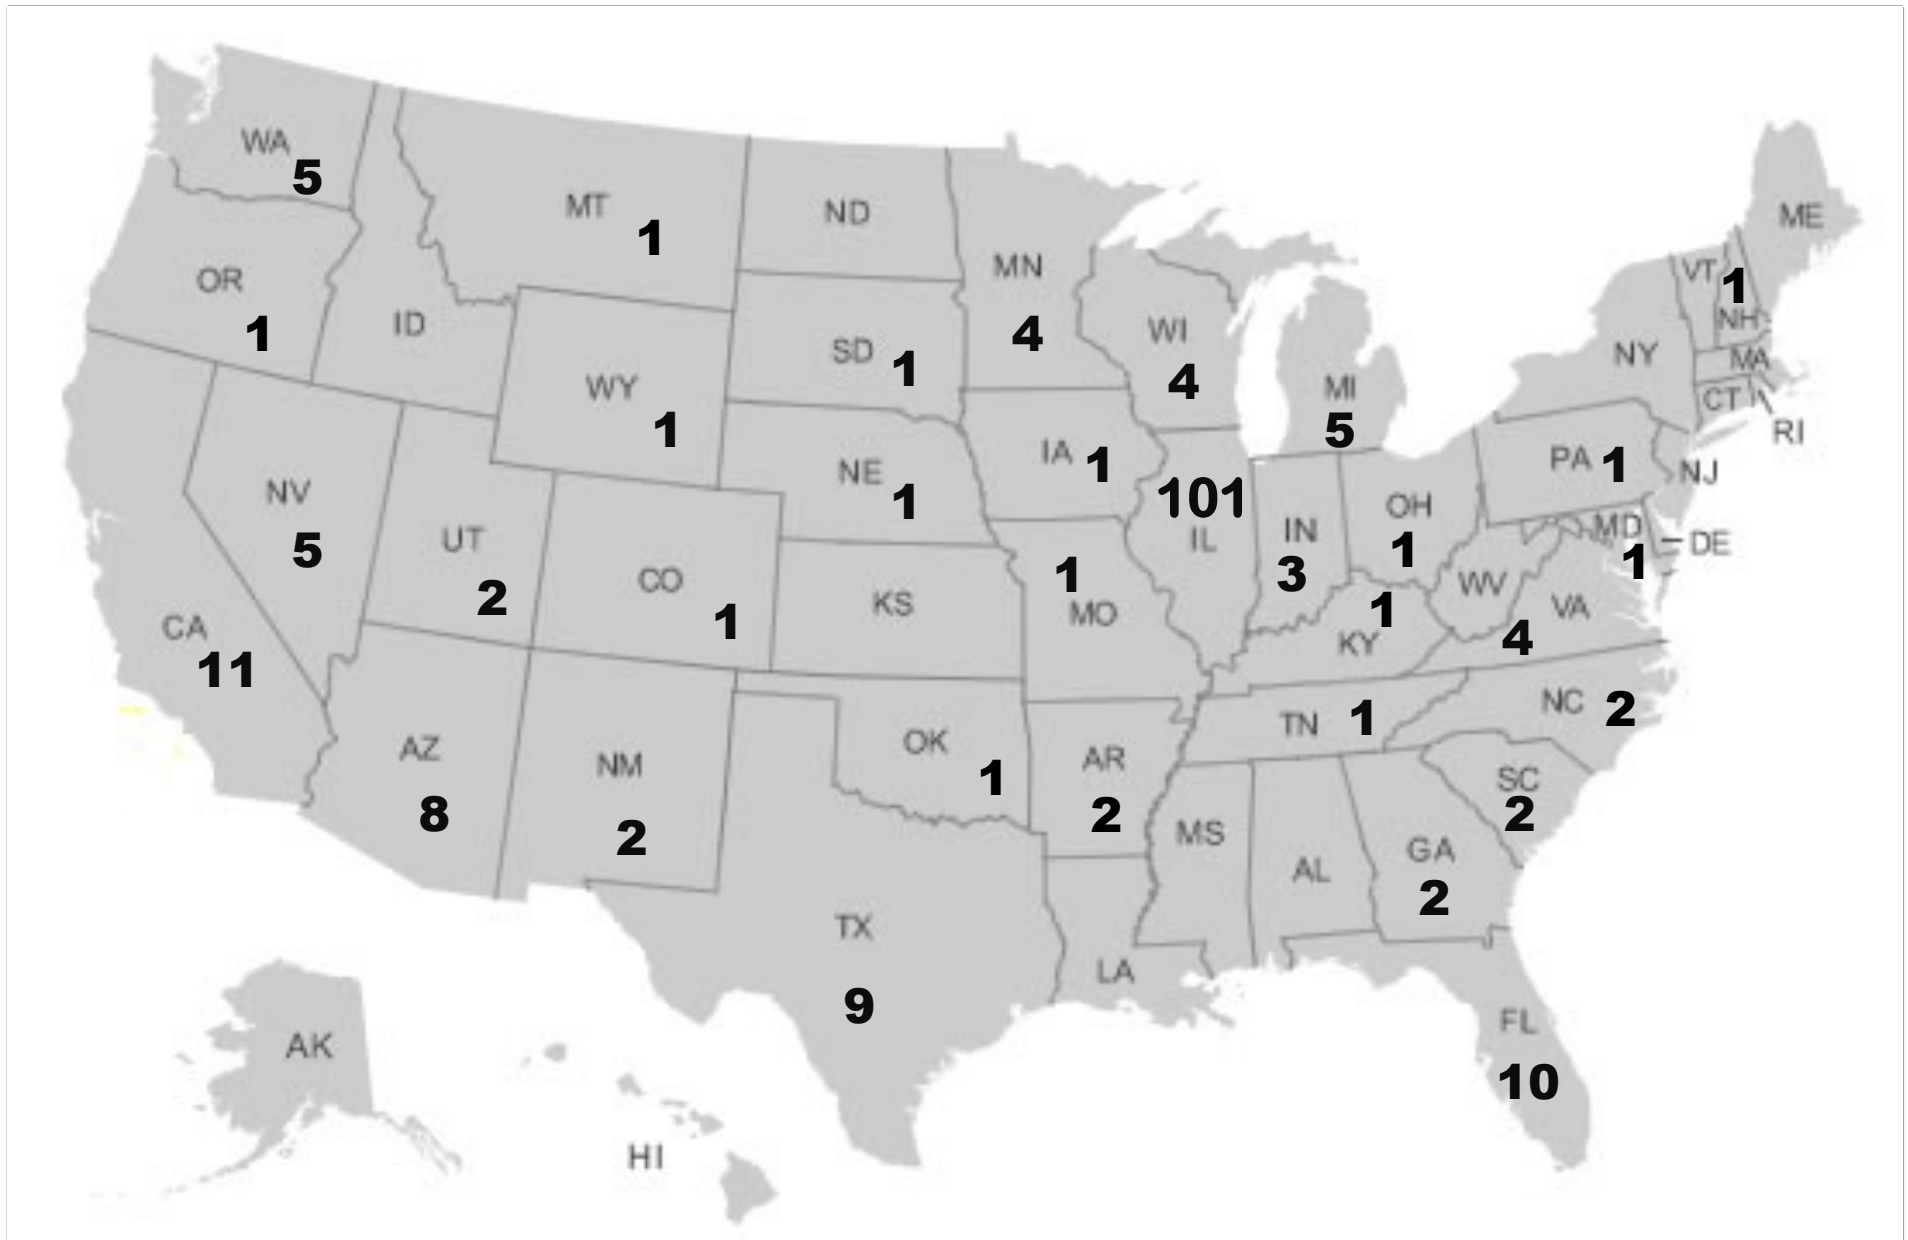 WA
5
MT
1
ND
MN
4
ME
OR
1
ID
VT
1
NH
WI
4
SD
1
WY
1
MI
5
NY
MA
CT
RI
NV
5
NE
1
IA
1
101
IL
PA
1
NJ
UT
2
CO
1
KS
1
MO
IN
3
OH
1
MD
1
DE
WV
VA
4
CA
11
1
KY
AZ
8
NM
2
OK
1
AR
2
TN
1
NC
2
SC
2
MS
AL
GA
2
TX
9
LA
FL
10
AK
HI